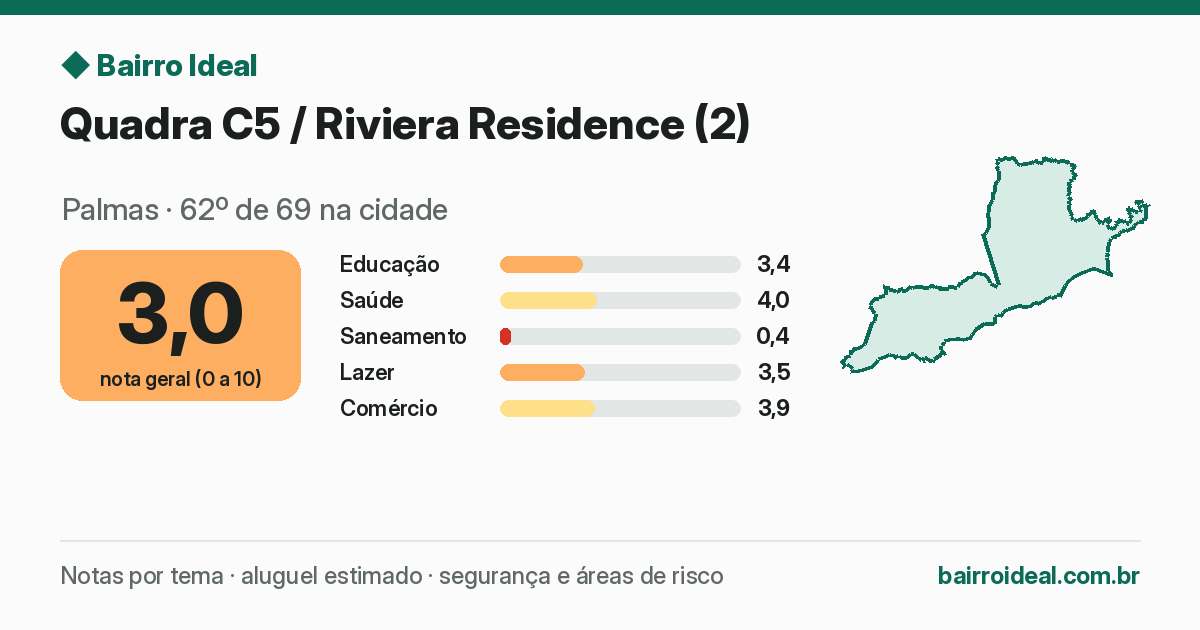 Bairro Ideal
Quadra C5 / Riviera Residence (2)
Palmas · 62º de 69 na cidade
3,0
nota geral (0 a 10)
Educação 3,4
Saúde 4,0
Saneamento 0,4
Lazer 3,5
Comércio 3,9
Notas por tema · aluguel estimado · segurança e áreas de risco
bairroideal.com.br